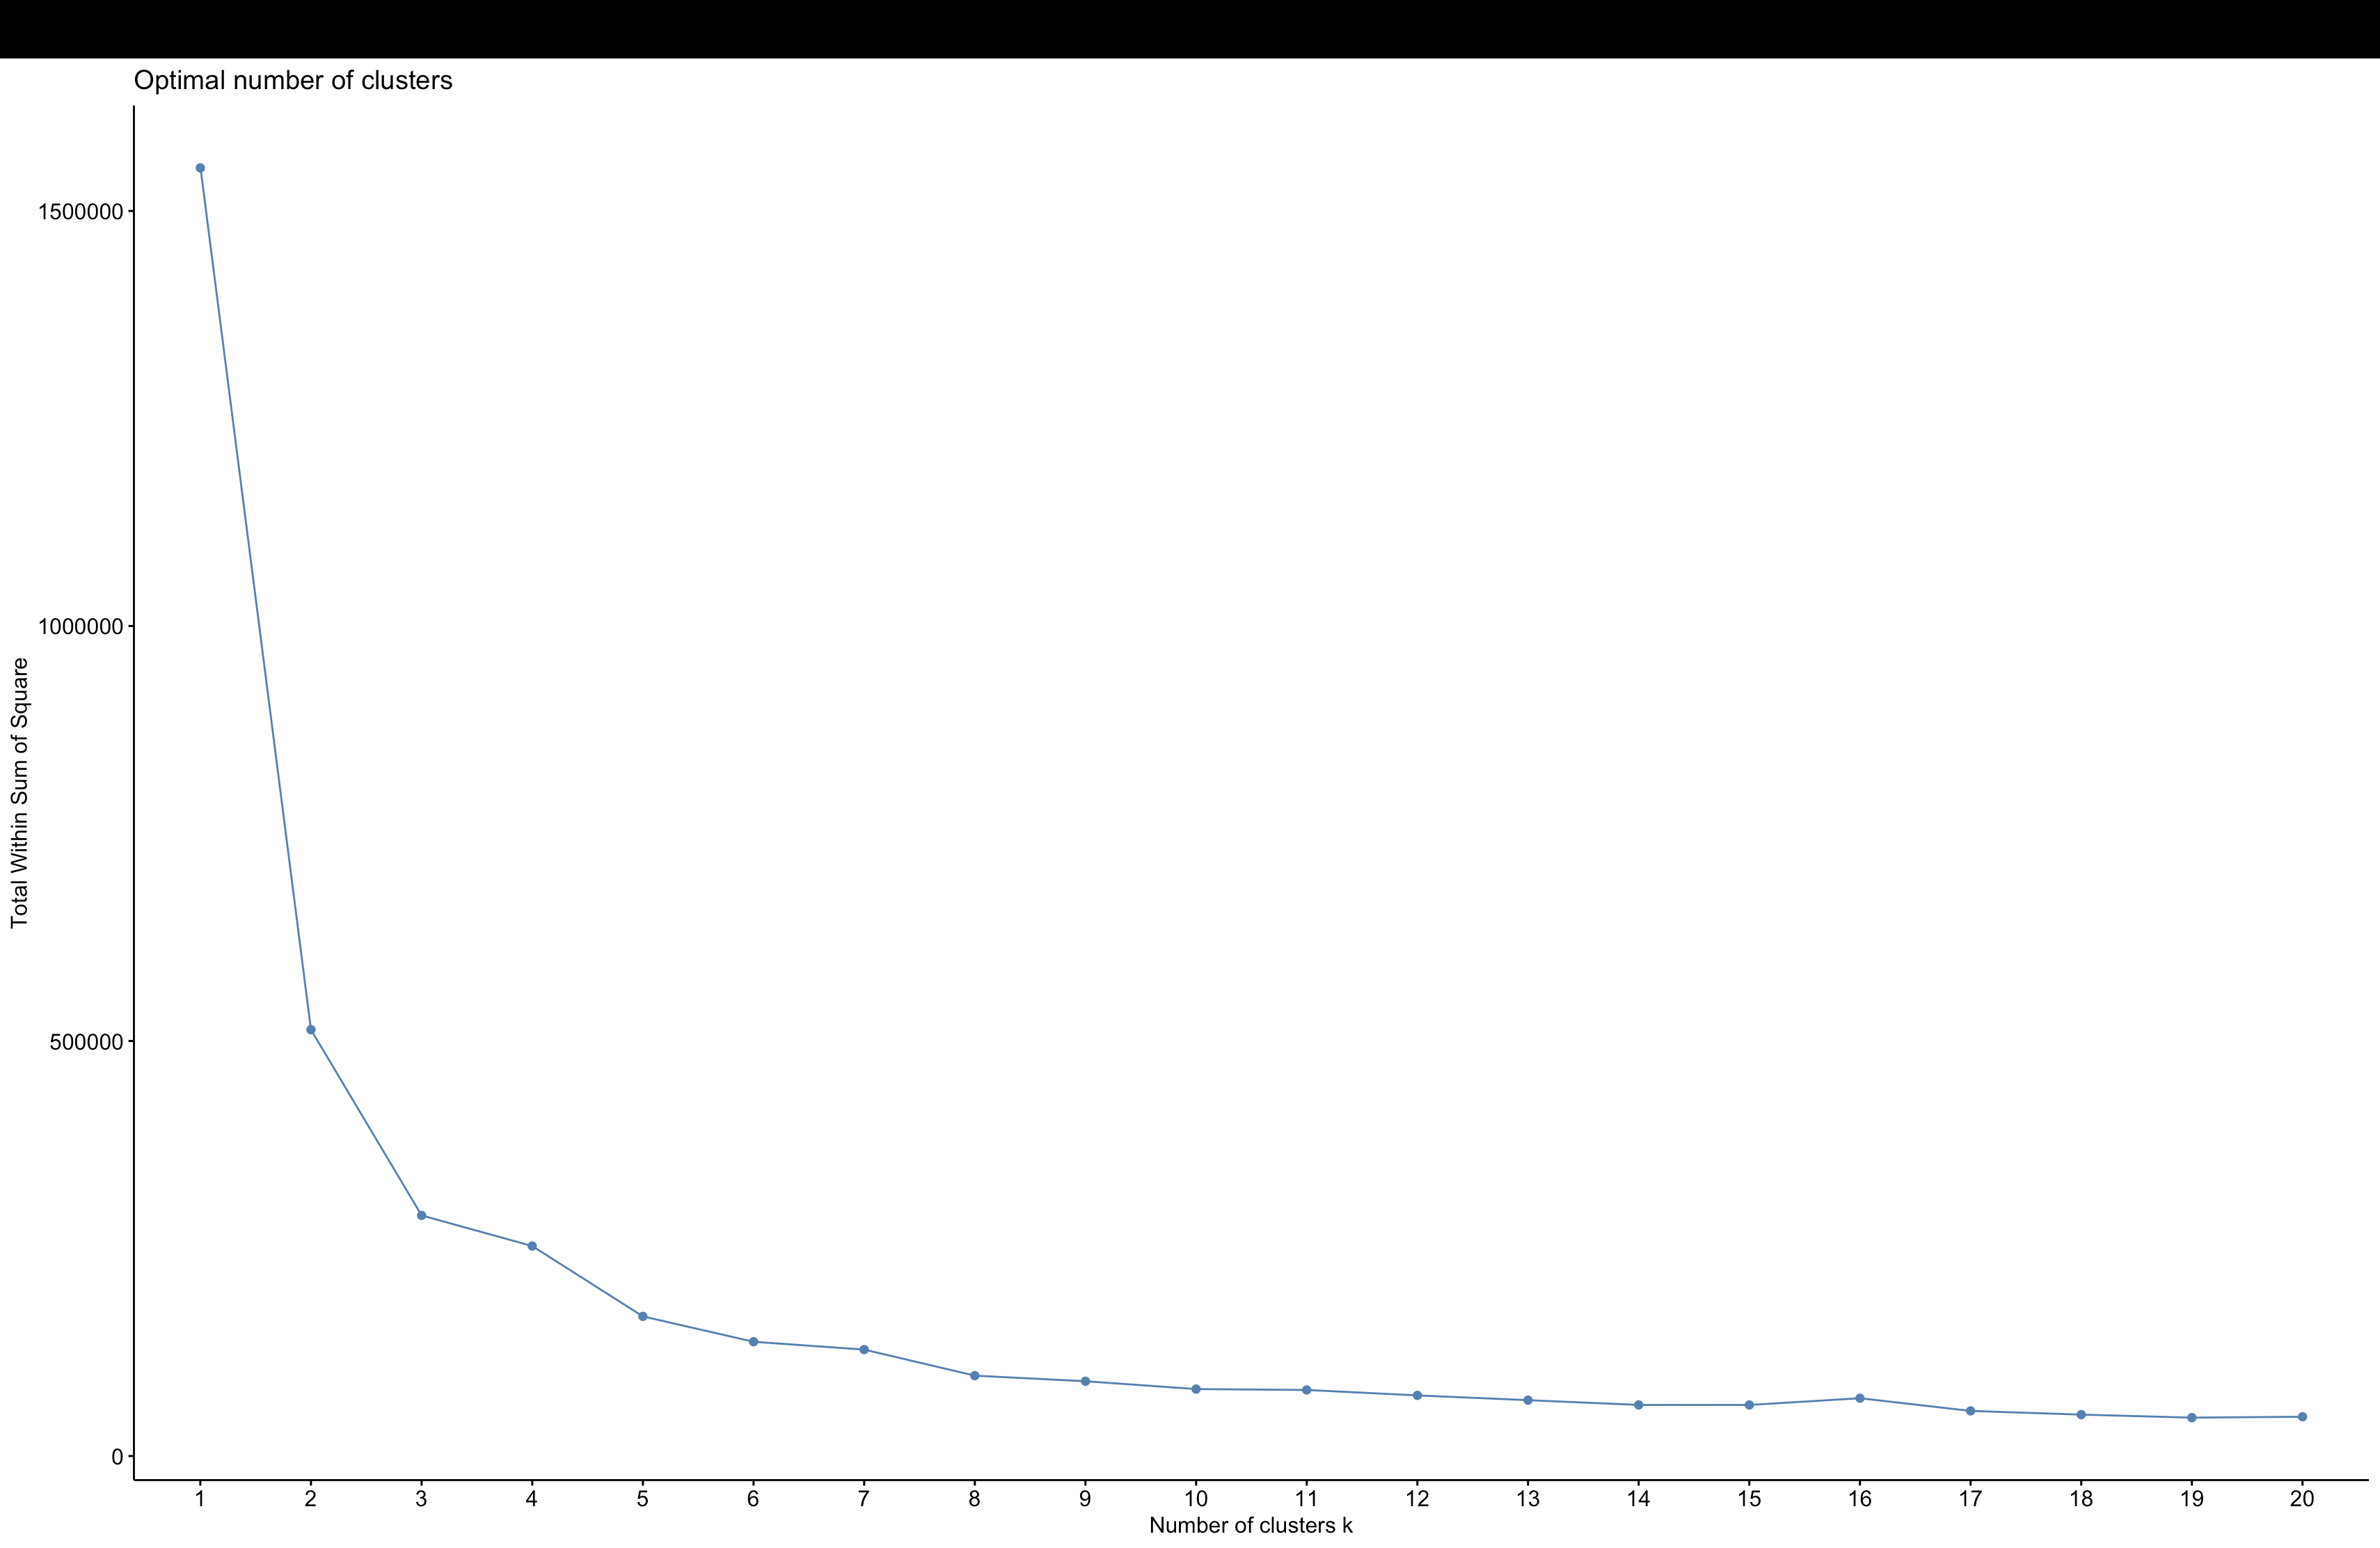 Optimal number of clusters
1500000
1000000
500000
0
Total Within Sum of Square
1 2 3 4 5 6 7 8 9 10 11 12 13 14 15 16 17 18 19 20
Number of clusters k